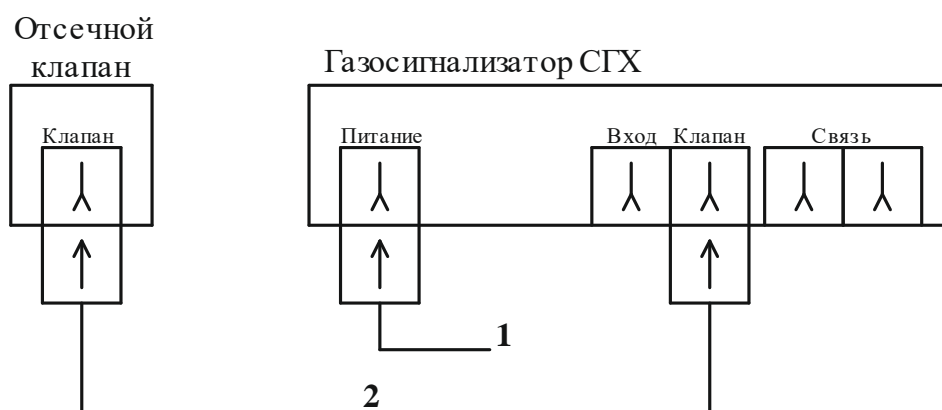 Отсечной
клапан
Газосигнализатор СГХ
Клапан
Питание
Вход
Клапан
Связь
1
2